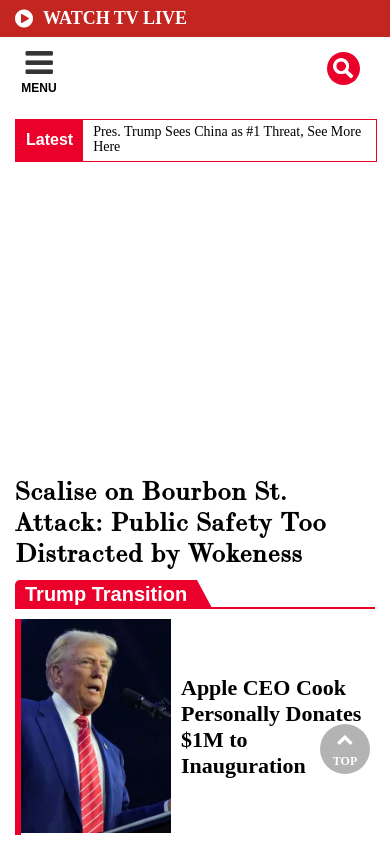 WATCH TV LIVE
MENU
Latest
Pres. Trump Sees China as #1 Threat, See More
Here
Scalise on Bourbon St.
Attack: Public Safety Too
Distracted by Wokeness
Trump Transition
Apple CEO Cook
Personally Donates
$1M to
Inauguration
TOP